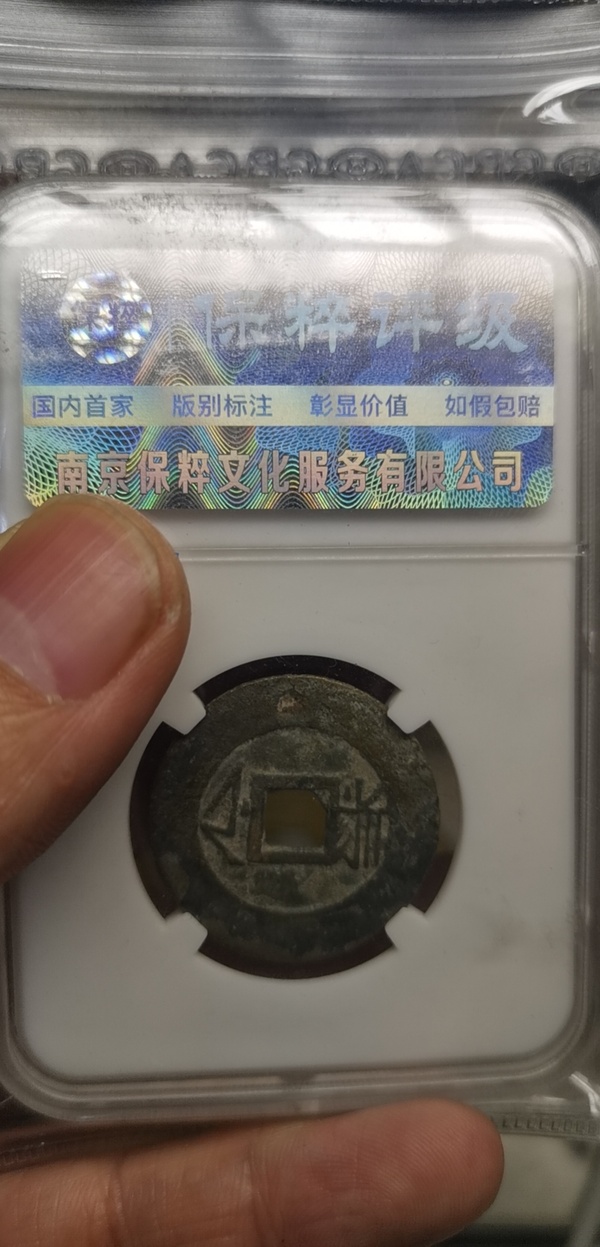 保粹评级
国内首家 版别标注 彰显价值 如假包赔
南京保粹文化服务有限公司